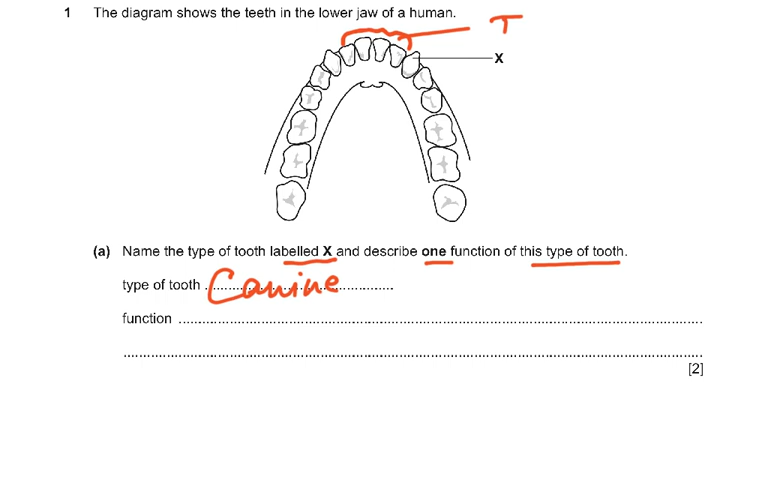 1 The diagram shows the teeth in the lower jaw of a human.
T
X
(a) Name the type of tooth labelled X and describe one function of this type of tooth.
type of tooth Canine
function
[2]